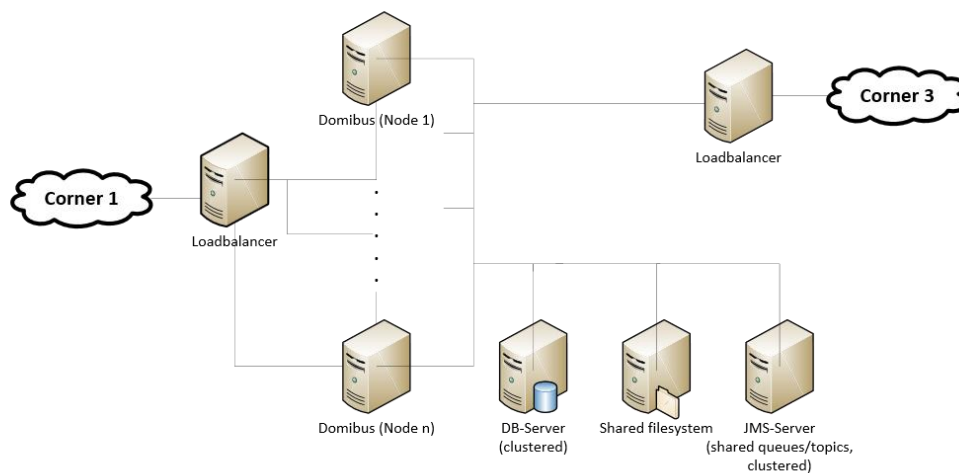 Domibus (Node 1)
Corner 3
Loadbalancer
Corner 1
Loadbalancer
Domibus (Node n)
DB-Server
(clustered)
Shared filesystem
JMS-Server
(shared queues/topics,
clustered)